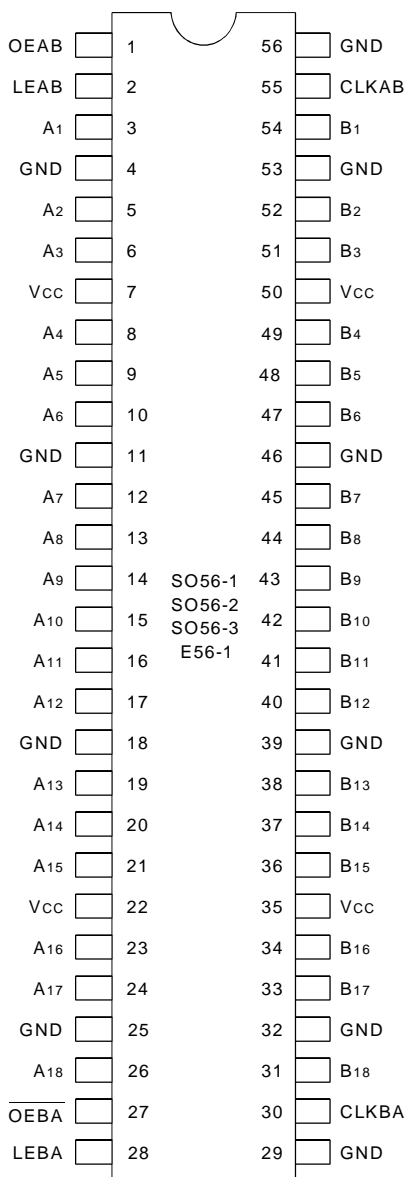 OEAB 1 56 GND
LEAB 2 55 CLKAB
A1 3 54 B1
GND 4 53 GND
A2 5 52 B2
A3 6 51 B3
VCC 7 50 VCC
A4 8 49 B4
A5 9 48 B5
A6 10 47 B6
GND 11 46 GND
A7 12 45 B7
A8 13 44 B8
A9 14 SO56-1 43 B9
SO56-2
A10 15 SO56-3 42 B10
E56-1
A11 16 41 B11
A12 17 40 B12
GND 18 39 GND
A13 19 38 B13
A14 20 37 B14
A15 21 36 B15
VCC 22 35 VCC
A16 23 34 B16
A17 24 33 B17
GND 25 32 GND
A18 26 31 B18
OEBA 27 30 CLKBA
LEBA 28 29 GND